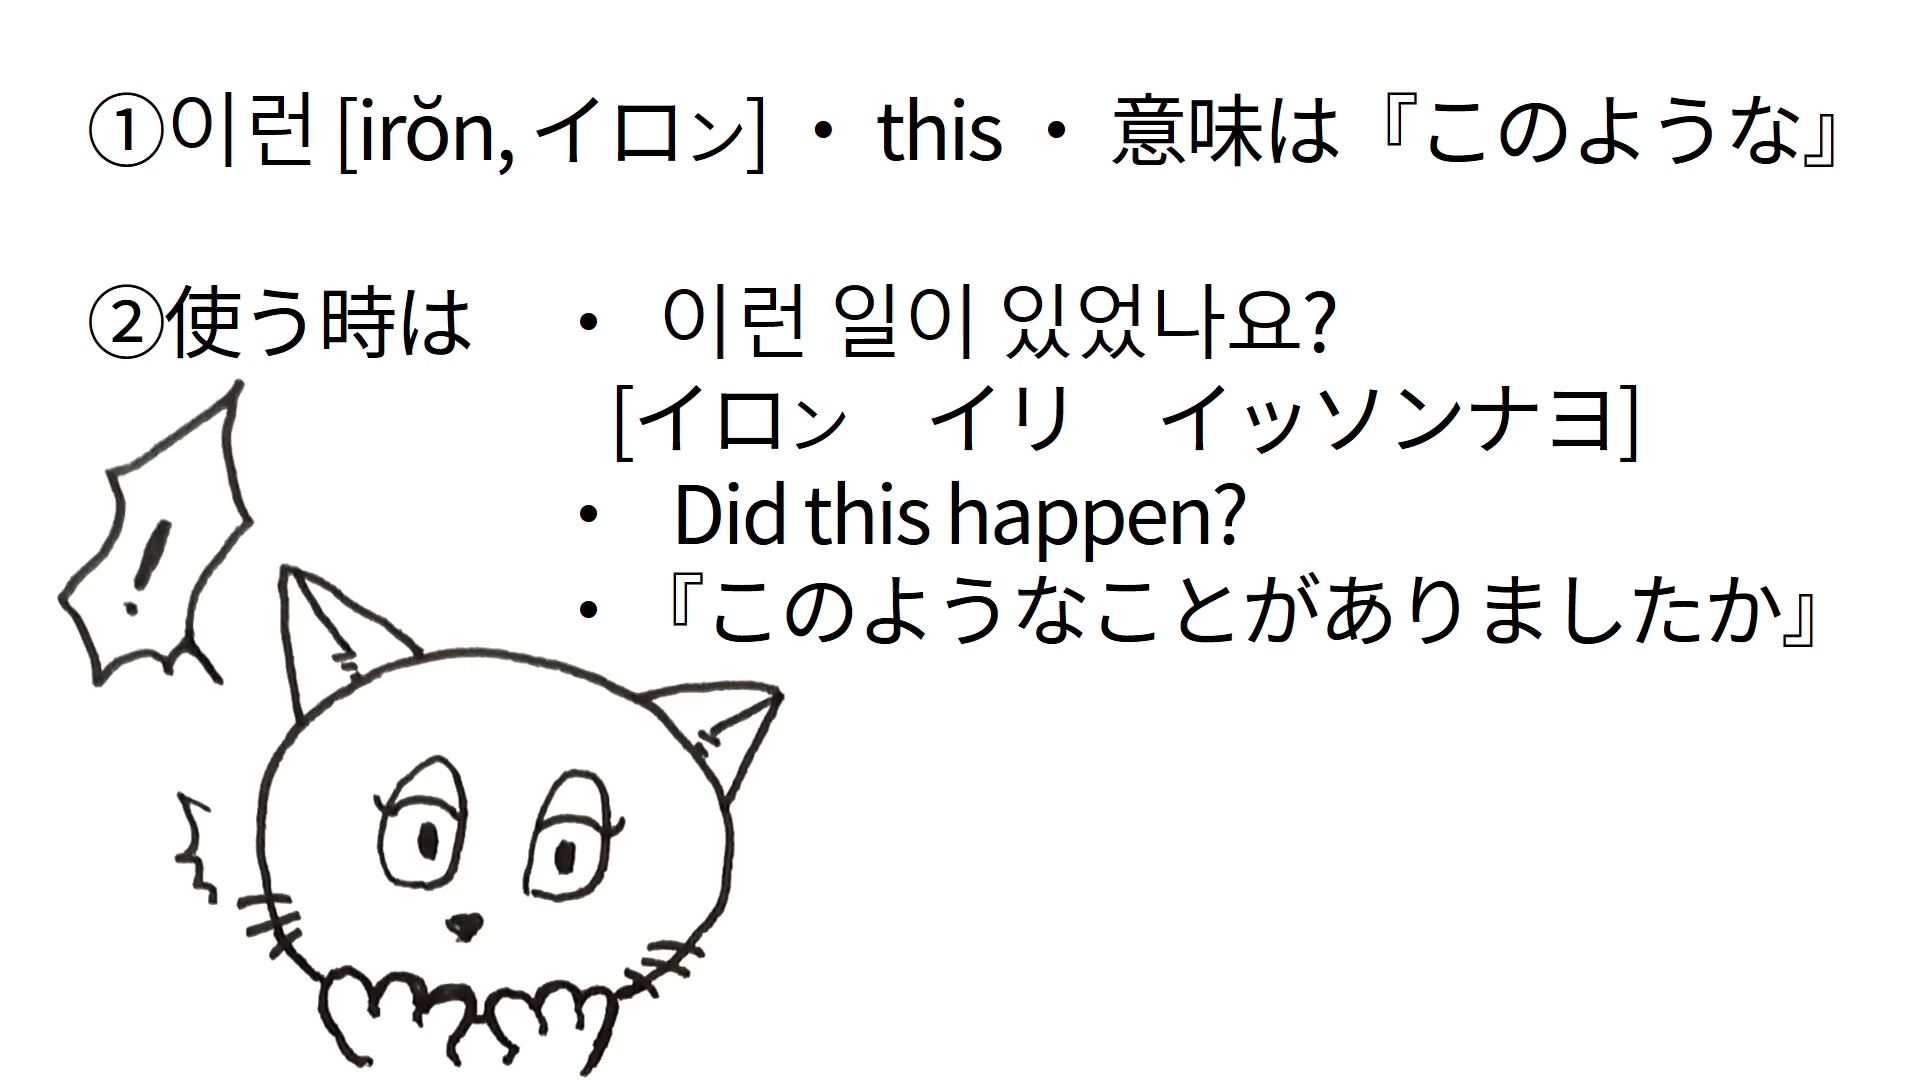 ①이런 [irŏn, イロン] ・ this ・ 意味は『このような』
②使う時は ・ 이런 일이 있었나요?
[イロン　イリ　イッソンナヨ]
・ Did this happen?
・ 『このようなことがありましたか』
!